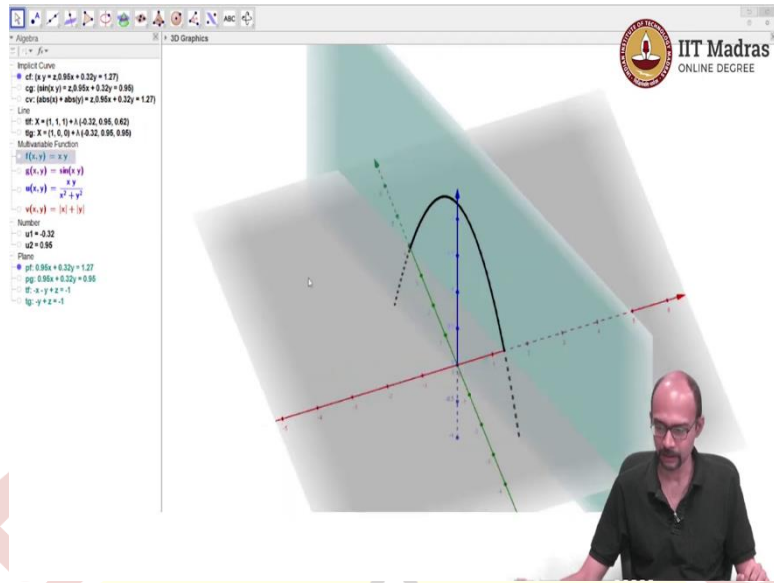 ABC
Algebra
3D Graphics
IIT Madras
ONLINE DEGREE
Implicit Curve
cf: (x y = z,0.95x + 0.32y = 1.27)
cg: (sin(x y) = z,0.95x + 0.32y = 0.95)
cv: (abs(x) + abs(y) = z,0.95x + 0.32y = 1.27)
Line
tlf: X = (1, 1, 1) + λ (-0.32, 0.95, 0.62)
tlg: X = (1, 0, 0) + λ (-0.32, 0.95, 0.95)
Multivariable Function
f(x, y) = x y
g(x, y) = sin(x y)
u(x, y) = x y / x² + y²
v(x, y) = |x| + |y|
Number
u1 = -0.32
u2 = 0.95
Plane
pf: 0.95x + 0.32y = 1.27
pg: 0.95x + 0.32y = 0.95
tf: -x - y + z = -1
tg: -y + z = -1